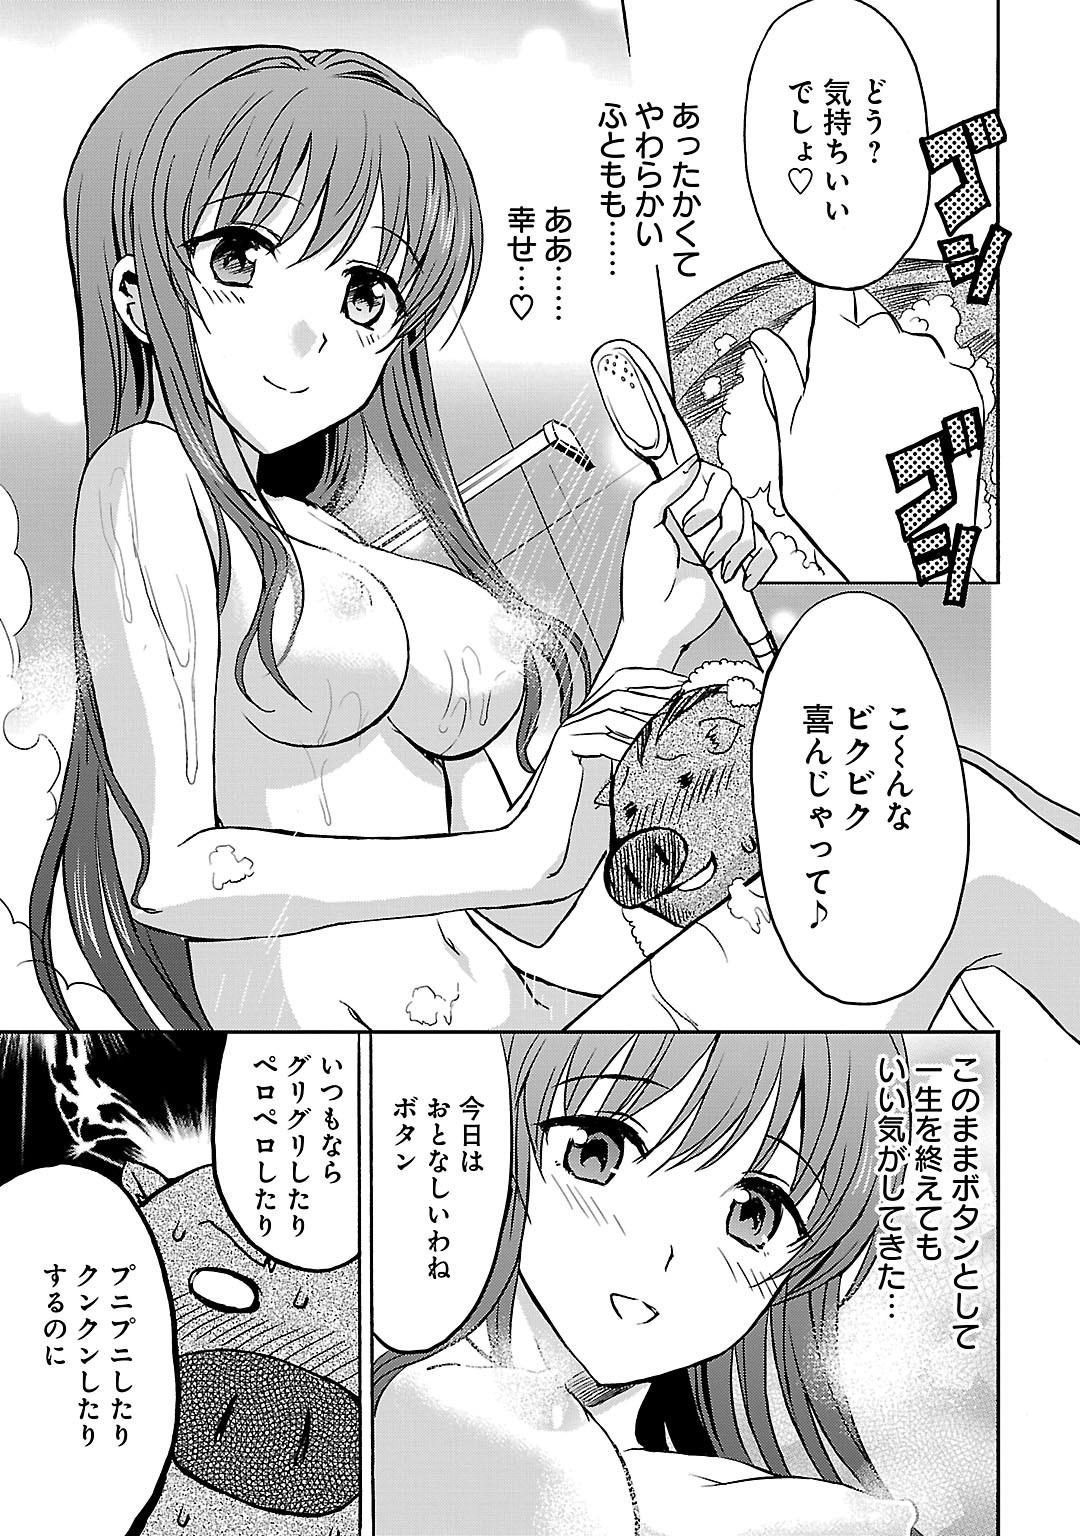 どう？
気持ちいい
でしょ♡
ゴシ
ゴシ
あったかくて
やわらかい
ふともも……
ああ……
幸せ…♡
こ〜んな
ビクビク
喜んじゃって♪
このままボタンとして
一生を終えても
いい気がしてきた…
今日は
おとなしいわね
ボタン
いつもなら
グリグリしたり
ペロペロしたり
プニプニしたり
クンクンしたり
するのに